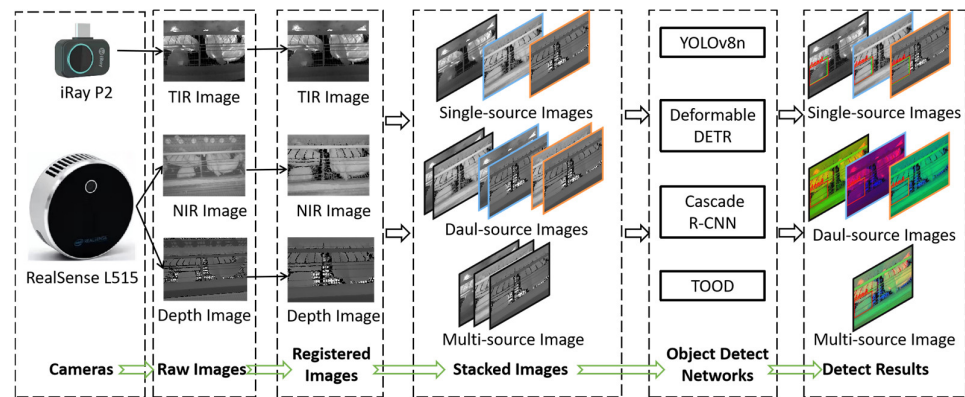 iRay P2
RealSense L515
Cameras
TIR Image
NIR Image
Depth Image
Raw Images
TIR Image
NIR Image
Depth Image
Registered
Images
Single-source Images
Daul-source Images
Multi-source Image
Stacked Images
YOLOv8n
Deformable
DETR
Cascade
R-CNN
TOOD
Object Detect
Networks
Single-source Images
Daul-source Images
Multi-source Image
Detect Results